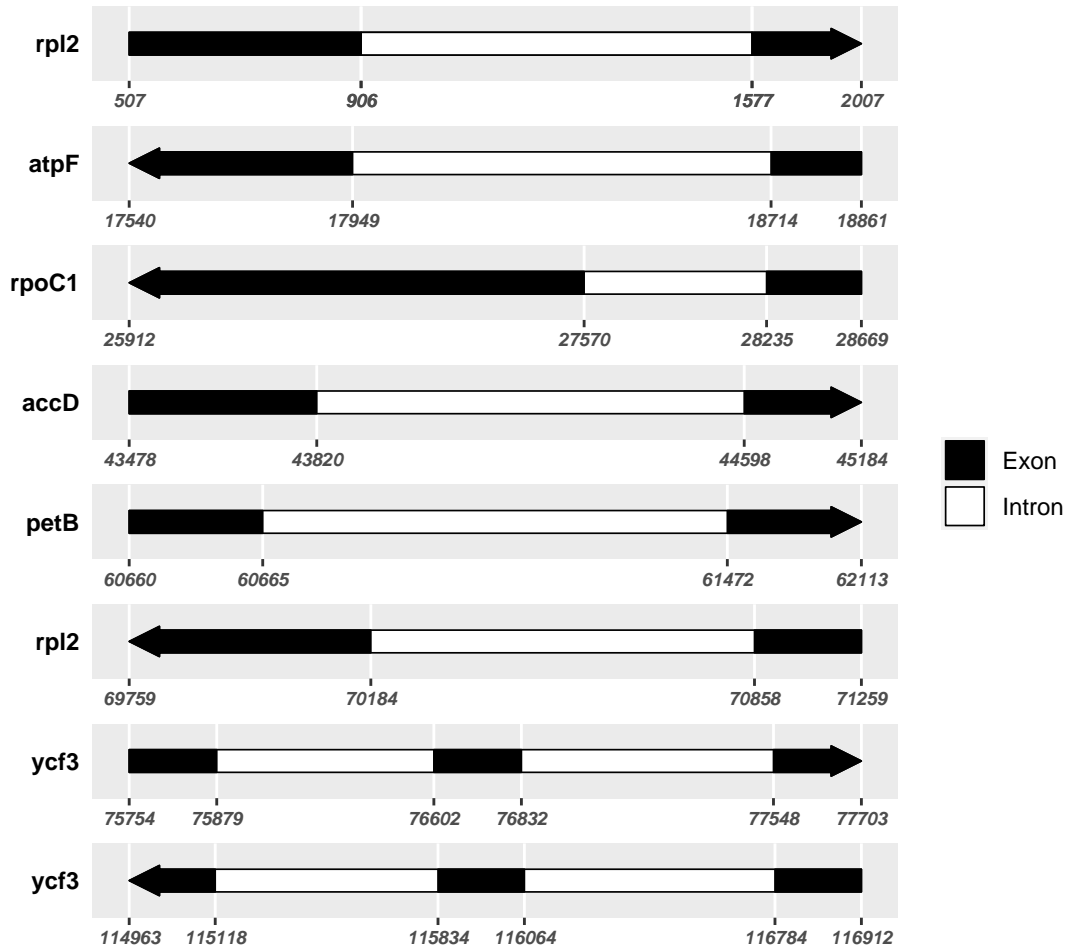 rpl2
507 906 1577 2007
atpF
17540 17949 18714 18861
rpoC1
25912 27570 28235 28669
accD
43478 43820 44598 45184
Exon
petB
Intron
60660 60665 61472 62113
rpl2
69759 70184 70858 71259
ycf3
75754 75879 76602 76832 77548 77703
ycf3
114963 115118 115834 116064 116784 116912